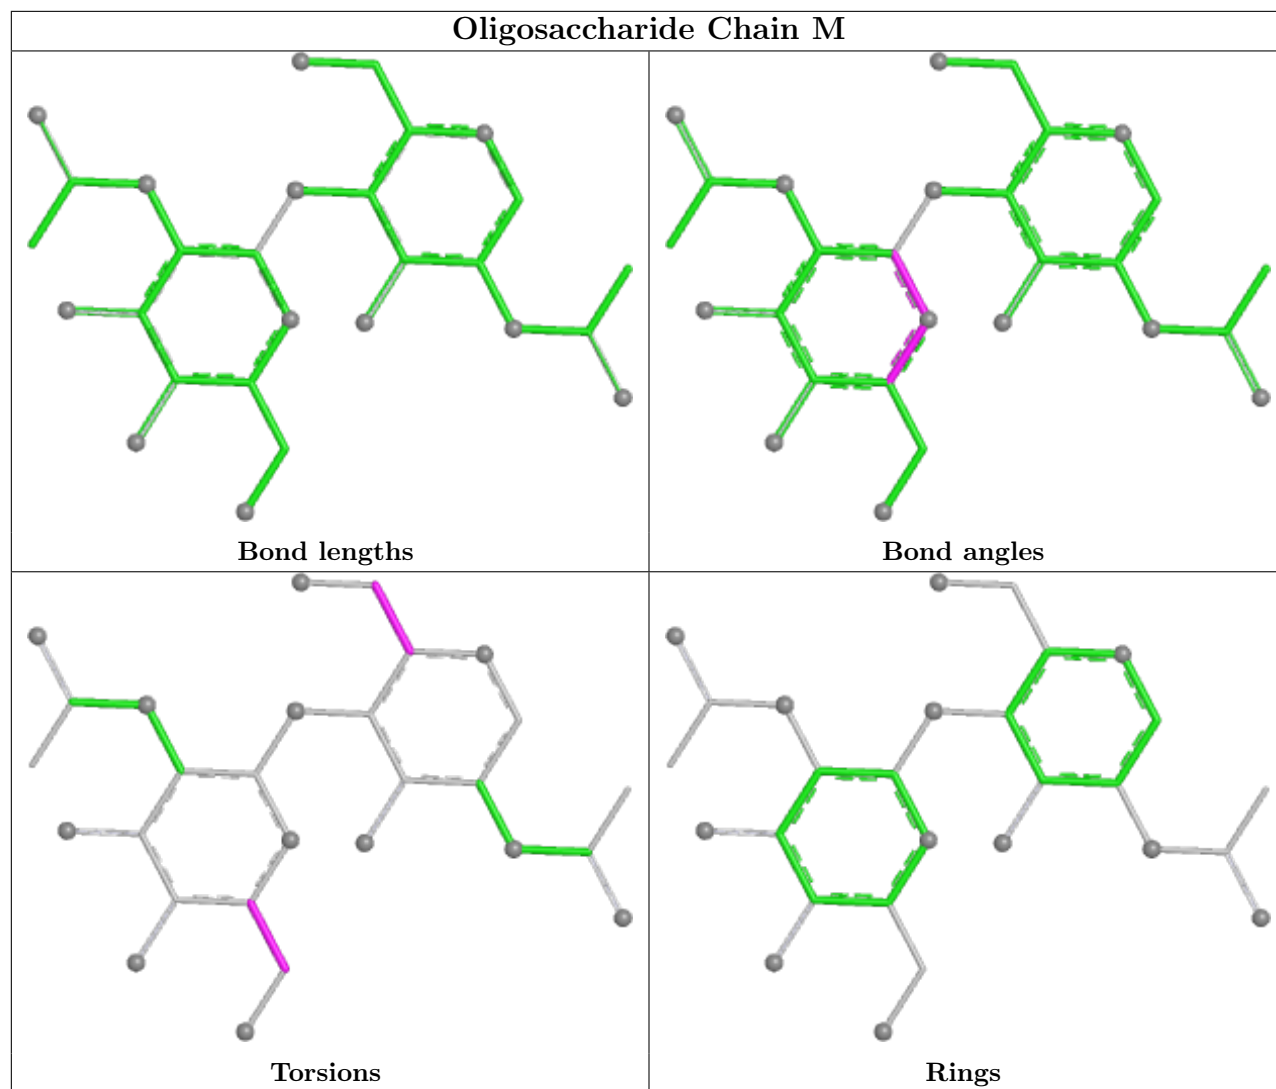 Oligosaccharide Chain M
Bond lengths
Bond angles
Torsions
Rings